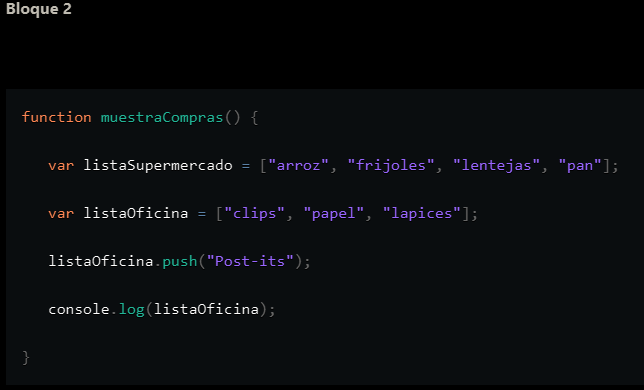 Bloque 2
function muestraCompras() {
var listaSupermercado = ["arroz", "frijoles", "lentejas", "pan"];
var listaOficina = ["clips", "papel", "lapices"];
listaOficina.push("Post-its");
console.log(listaOficina);
}